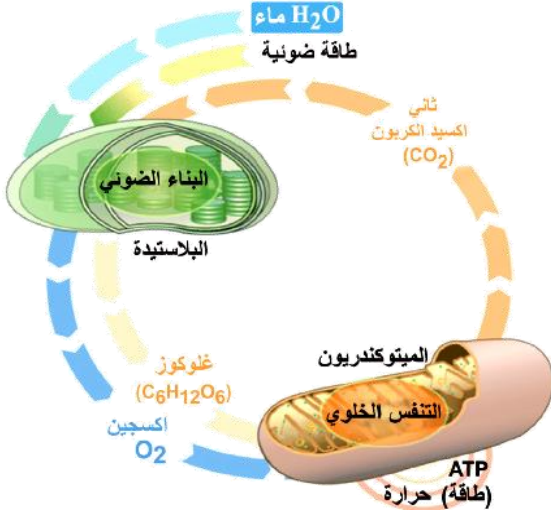 H2O ماء
طاقة ضوئية
ثاني
اكسيد الكربون
(CO2)
البناء الضوئي
البلاستيدة
الميتوكندريون
غلوكوز
(C6H12O6)
التنفس الخلوي
اكسجين
O2
ATP
(طاقة) حرارة